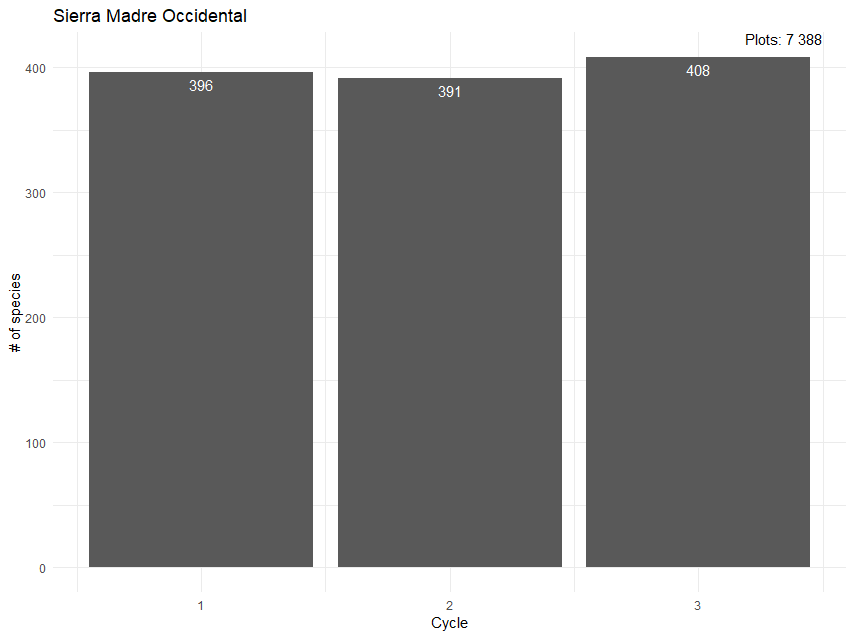 Sierra Madre Occidental
Plots: 7 388
396
391
408
400
300
200
100
0
# of species
1
2
3
Cycle